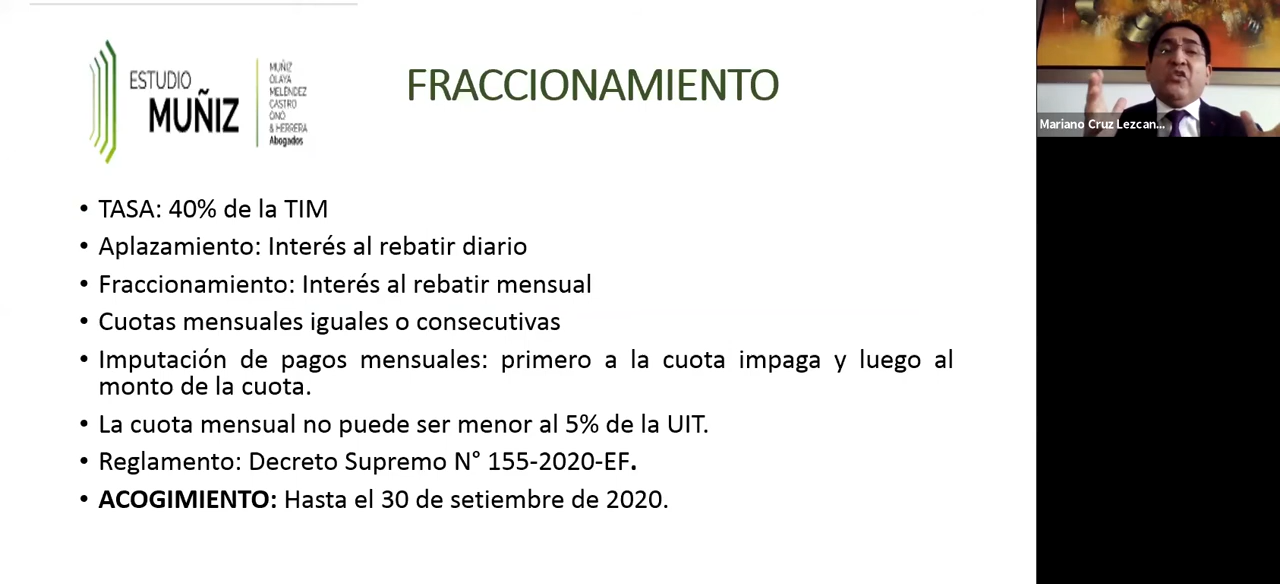 ESTUDIO
MUÑIZ
MUÑIZ
OLAYA
MELÉNDEZ
CASTRO
ONO
& HERRERA
Abogados
FRACCIONAMIENTO
Mariano Cruz Lezcan...
• TASA: 40% de la TIM
• Aplazamiento: Interés al rebatir diario
• Fraccionamiento: Interés al rebatir mensual
• Cuotas mensuales iguales o consecutivas
• Imputación de pagos mensuales: primero a la cuota impaga y luego al
monto de la cuota.
• La cuota mensual no puede ser menor al 5% de la UIT.
• Reglamento: Decreto Supremo N° 155-2020-EF.
• ACOGIMIENTO: Hasta el 30 de setiembre de 2020.